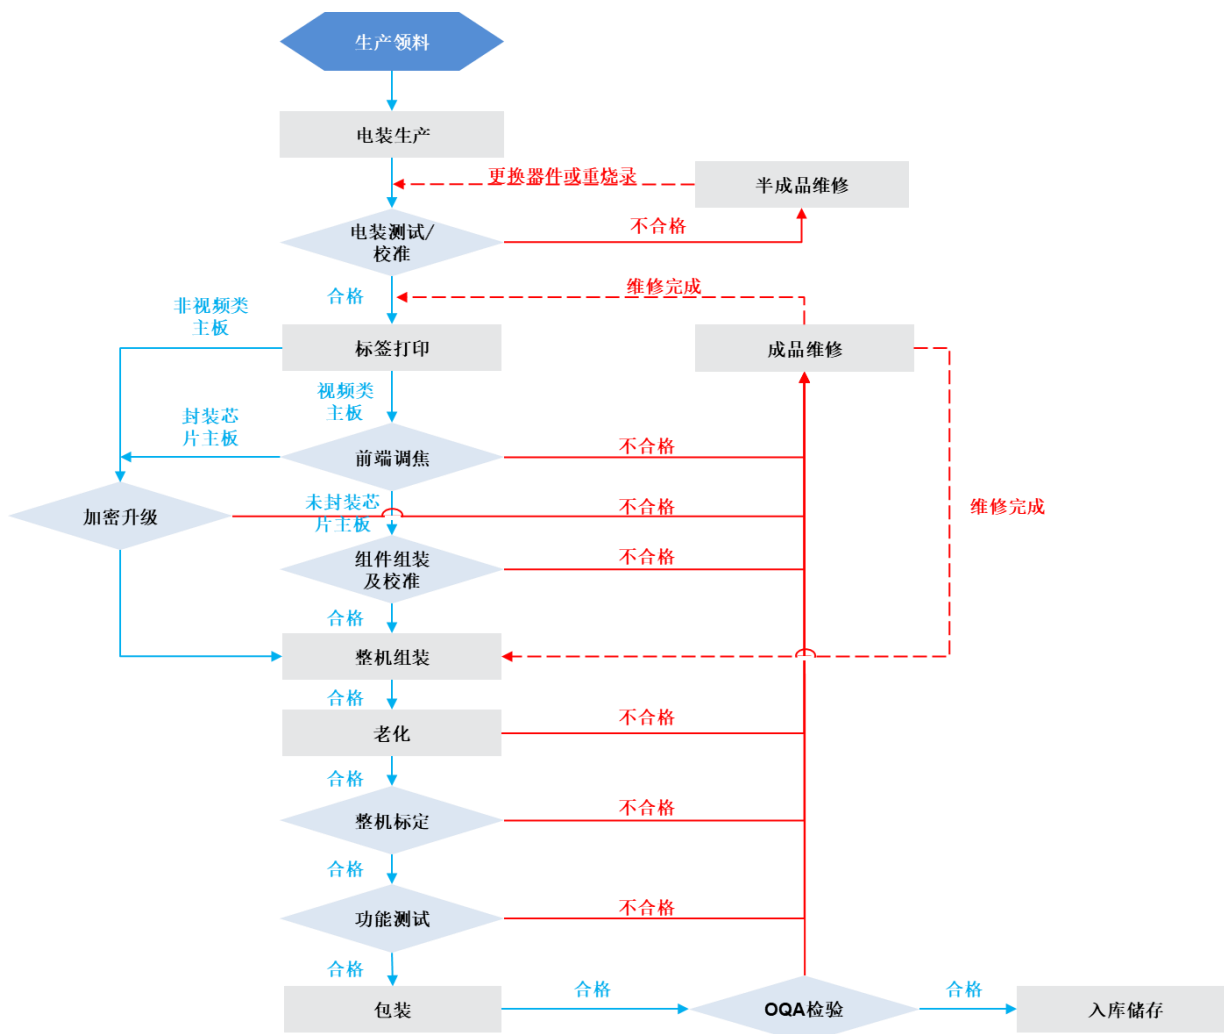 生产领料
电装生产
更换器件或重烧录
半成品维修
电装测试/
校准
不合格
合格
维修完成
非视频类
主板
标签打印
成品维修
视频类
主板
封装芯
片主板
前端调焦
不合格
加密升级
未封装芯
片主板
不合格
维修完成
组件组装
及校准
不合格
合格
整机组装
合格
老化
不合格
合格
整机标定
不合格
合格
功能测试
不合格
合格
包装
合格
OQA检验
合格
入库储存